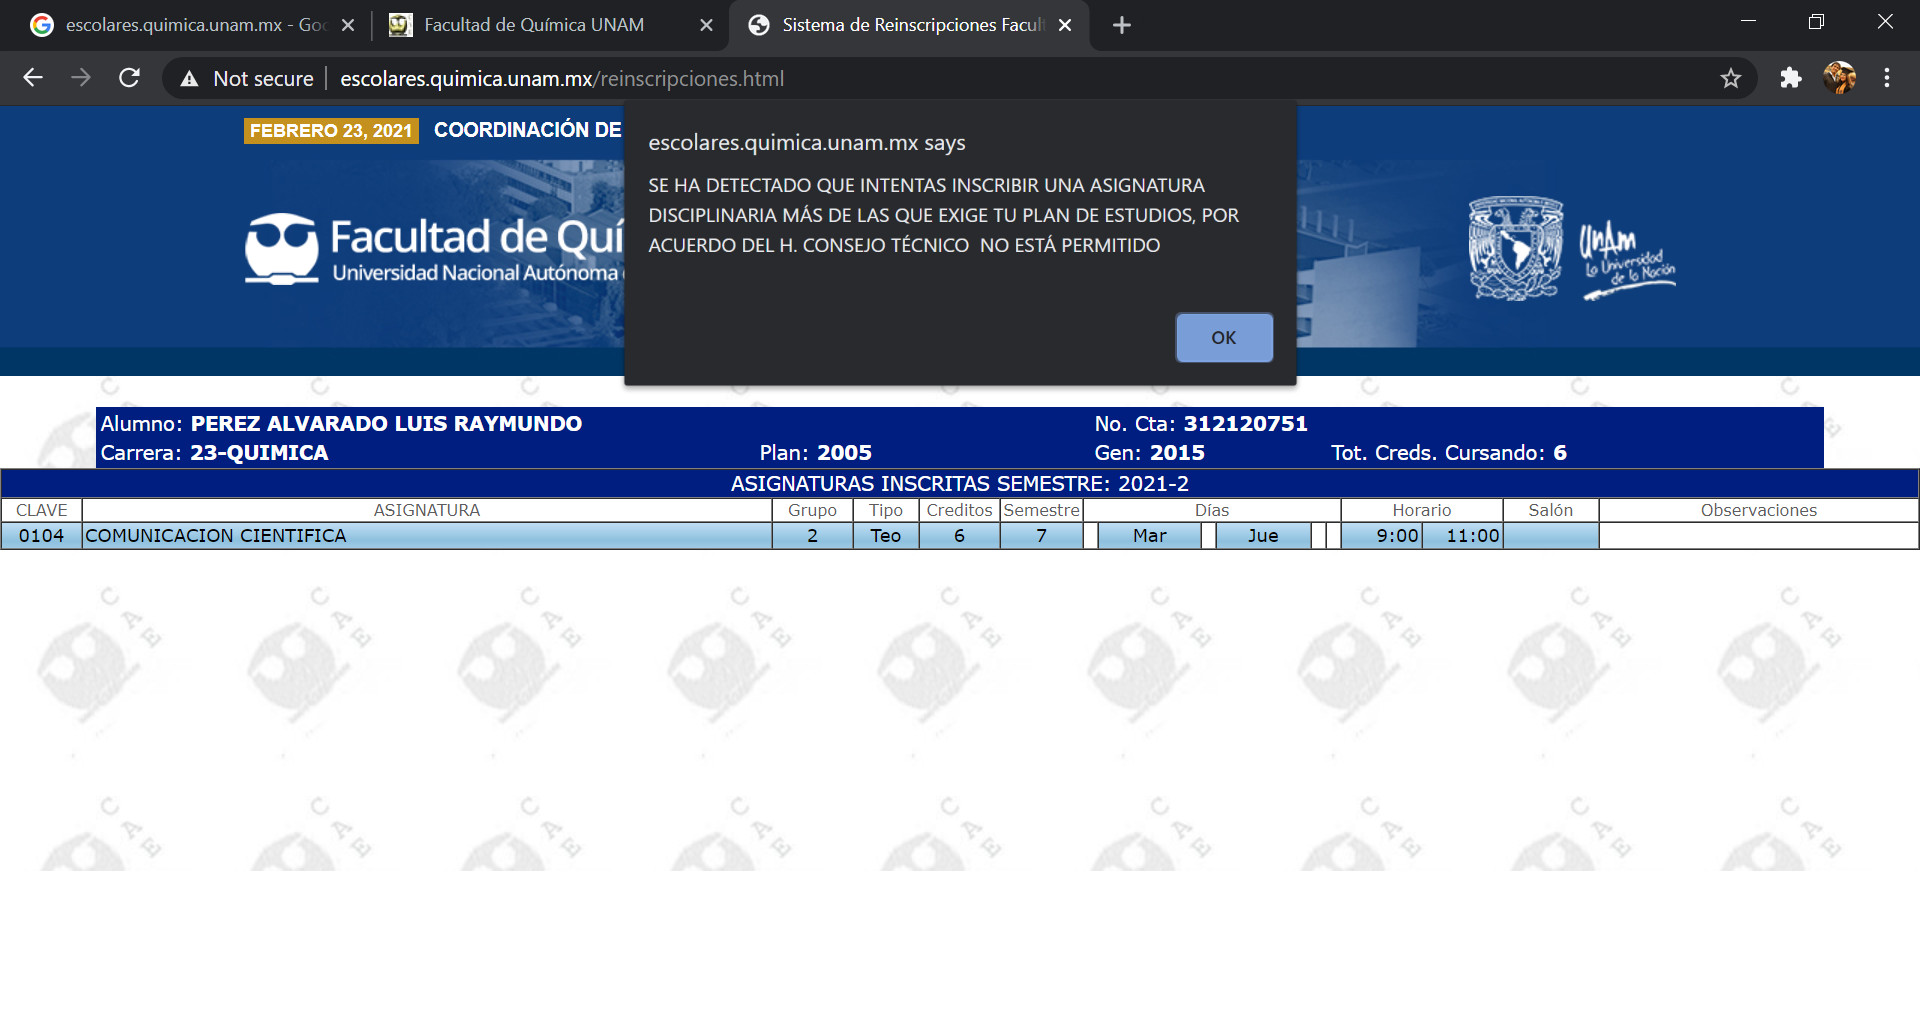 escolares.quimica.unam.mx - Goo
Facultad de Química UNAM
Sistema de Reinscripciones Facult
Not secure
escolares.quimica.unam.mx/reinscripciones.html
FEBRERO 23, 2021
COORDINACIÓN DE
escolares.quimica.unam.mx says
SE HA DETECTADO QUE INTENTAS INSCRIBIR UNA ASIGNATURA
DISCIPLINARIA MÁS DE LAS QUE EXIGE TU PLAN DE ESTUDIOS, POR
ACUERDO DEL H. CONSEJO TÉCNICO  NO ESTÁ PERMITIDO
OK
Facultad de Quí
Universidad Nacional Autónoma
UnAm
La Universidad
de la Nación
Alumno: PEREZ ALVARADO LUIS RAYMUNDO No. Cta: 312120751
Carrera: 23-QUIMICA Plan: 2005 Gen: 2015 Tot. Creds. Cursando: 6
ASIGNATURAS INSCRITAS SEMESTRE: 2021-2
CLAVE ASIGNATURA Grupo Tipo Creditos Semestre Días Horario Salón Observaciones
0104 COMUNICACION CIENTIFICA 2 Teo 6 7 Mar Jue 9:00 11:00
C A E